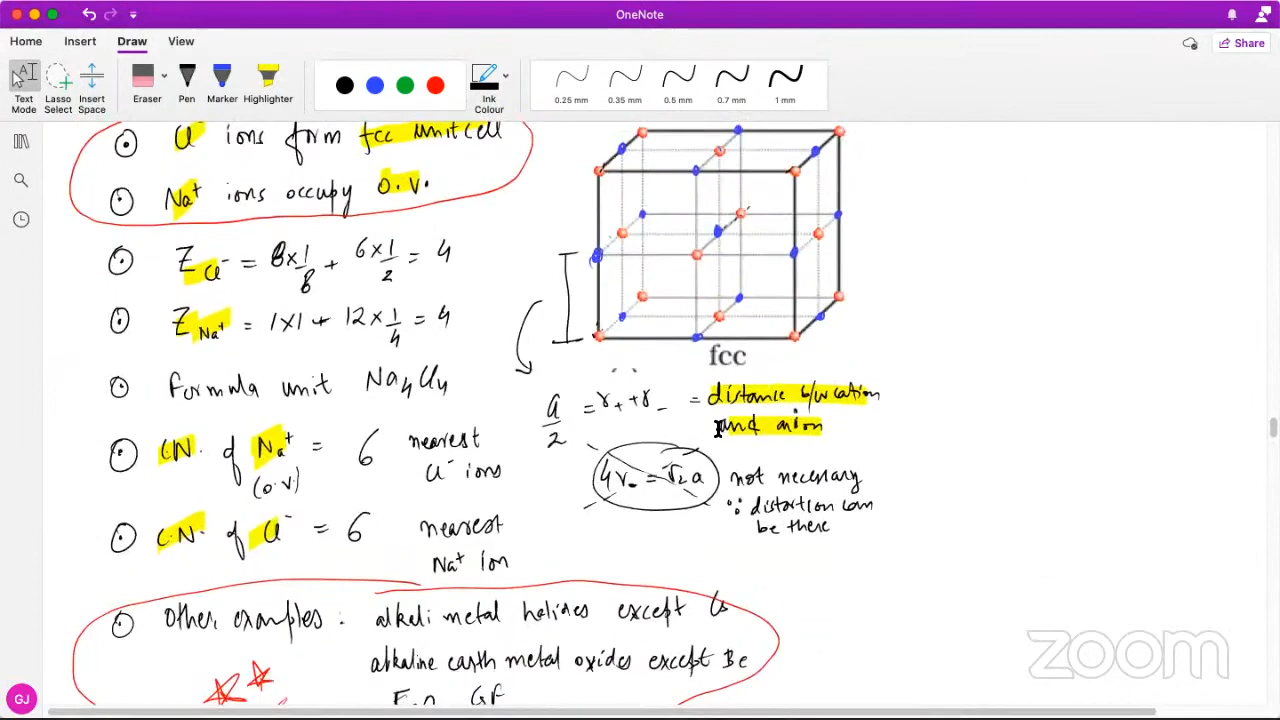 OneNote
Home Insert Draw View
Share
Text Mode
Lasso Select
Insert Space
Eraser
Pen
Marker
Highlighter
Ink Colour
0.25 mm 0.35 mm 0.5 mm 0.7 mm 1 mm
Cl⁻ ions form fcc unit cell
Na⁺ ions occupy O.V.
Z Cl⁻ = 8×1/8 + 6×1/2 = 4
Z Na⁺ = 1×1 + 12×1/4 = 4
Formula unit Na₄Cl₄
C.N. of Na⁺ = 6 nearest
(O.V.) Cl⁻ ions
C.N. of Cl⁻ = 6 nearest
Na⁺ ion
Other examples: alkali metal halides except Cs
alkaline earth metal oxides except Be
fcc
a/2 = r₊ + r₋ = distance b/w cation
and anion
4r₋ = √2 a not necessary
∵ distortion can
be there
GJ
zoom